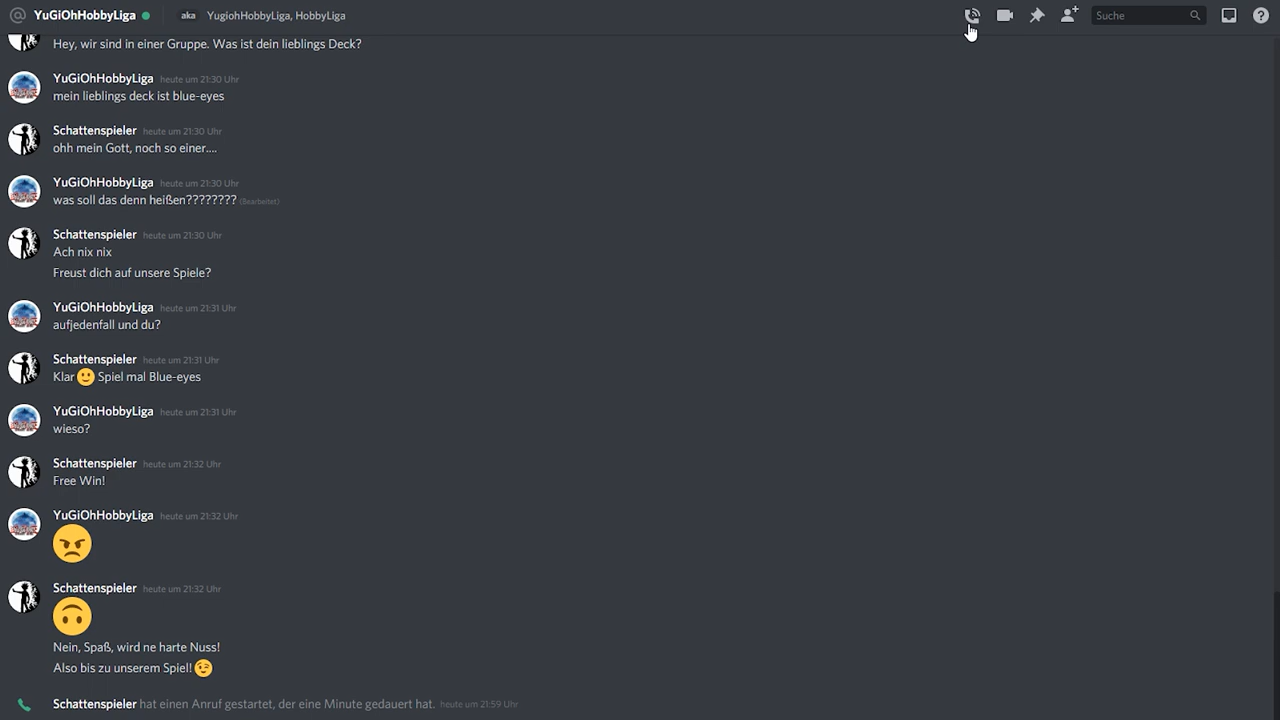 @ YuGiOhHobbyLiga aka YugiohHobbyLiga, HobbyLiga Suche
Hey, wir sind in einer Gruppe. Was ist dein lieblings Deck?
YuGiOhHobbyLiga heute um 21:30 Uhr
mein lieblings deck ist blue-eyes
Schattenspieler heute um 21:30 Uhr
ohh mein Gott, noch so einer....
YuGiOhHobbyLiga heute um 21:30 Uhr
was soll das denn heißen???????? (Bearbeitet)
Schattenspieler heute um 21:30 Uhr
Ach nix nix
Freust dich auf unsere Spiele?
YuGiOhHobbyLiga heute um 21:31 Uhr
aufjedenfall und du?
Schattenspieler heute um 21:31 Uhr
Klar 🙂 Spiel mal Blue-eyes
YuGiOhHobbyLiga heute um 21:31 Uhr
wieso?
Schattenspieler heute um 21:32 Uhr
Free Win!
YuGiOhHobbyLiga heute um 21:32 Uhr
😠
Schattenspieler heute um 21:32 Uhr
🙃
Nein, Spaß, wird ne harte Nuss!
Also bis zu unserem Spiel! 😉
Schattenspieler hat einen Anruf gestartet, der eine Minute gedauert hat. heute um 21:59 Uhr